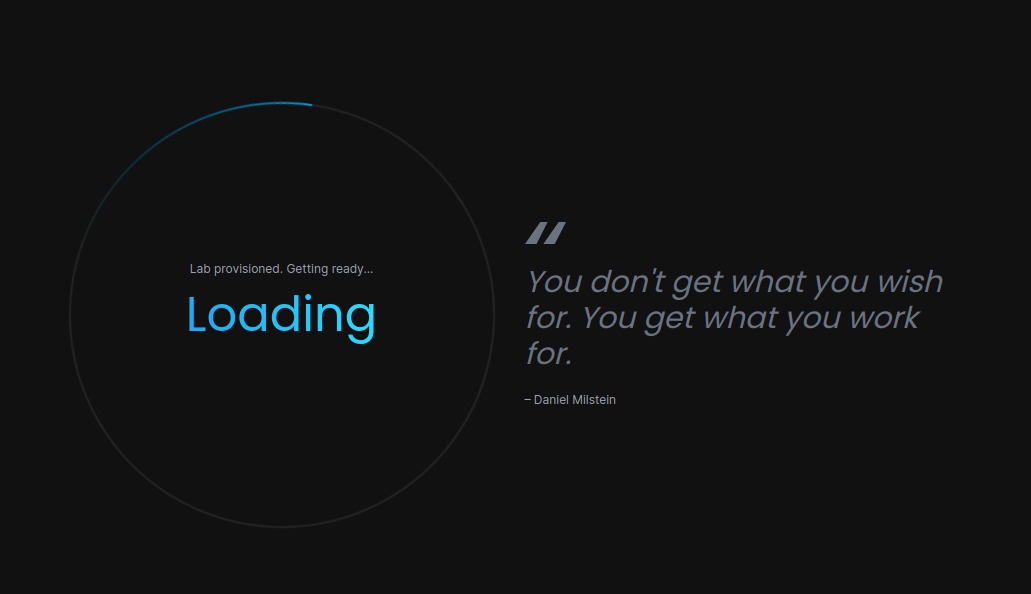 Lab provisioned. Getting ready...
Loading
“
You don't get what you wish
for. You get what you work
for.
– Daniel Milstein